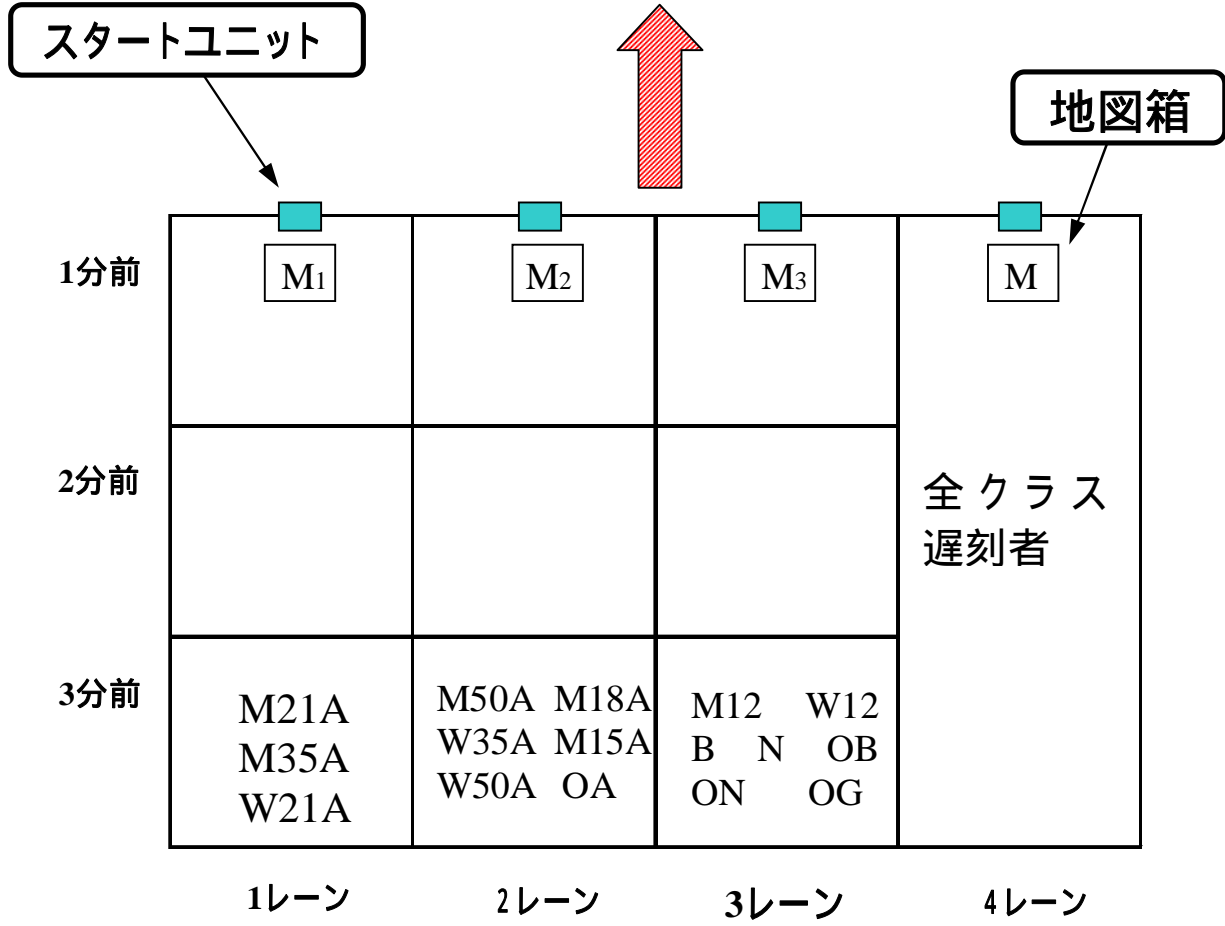 スタートユニット
地図箱
1分前
M1
M2
M3
M
2分前
全クラス
遅刻者
3分前
M21A
M35A
W21A
M50A M18A
W35A M15A
W50A OA
M12 W12
B N OB
ON OG
1レーン
2レーン
3レーン
4レーン